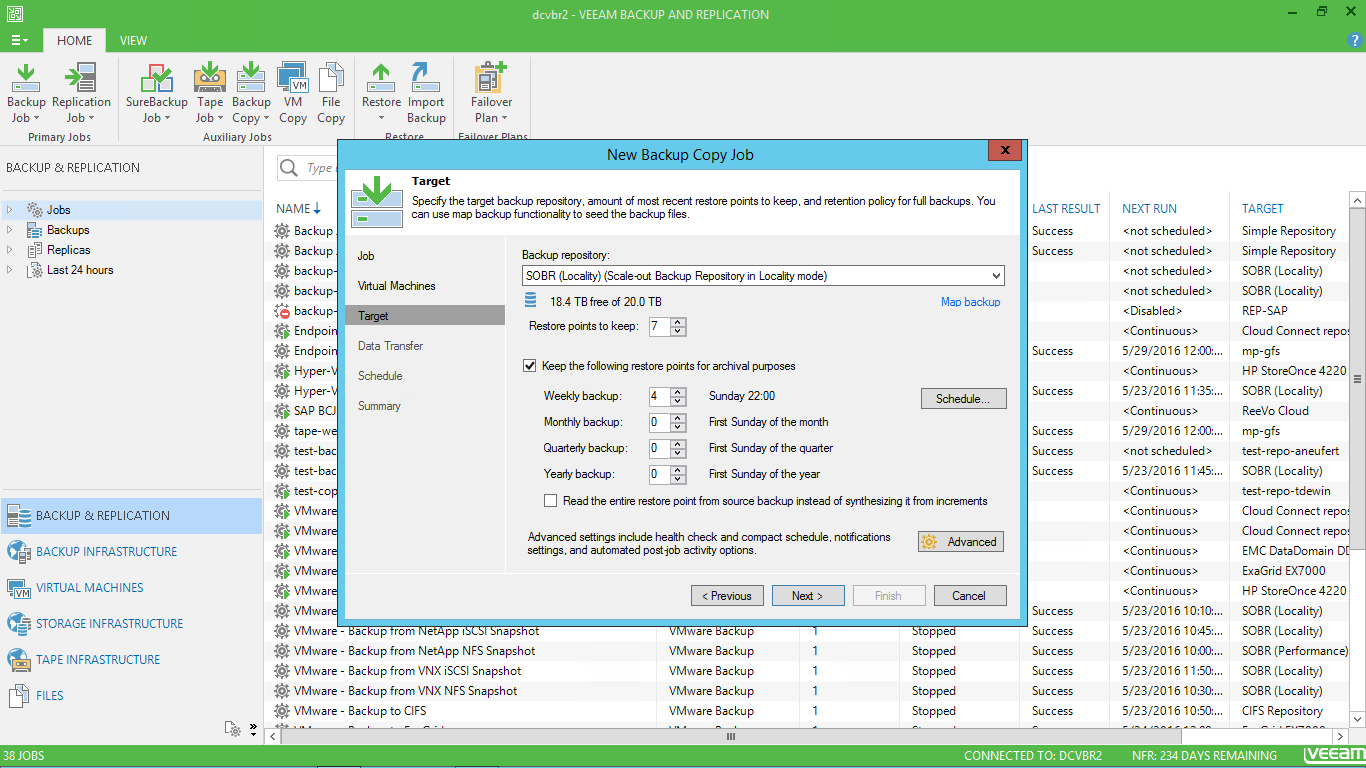 dcvbr2 - VEEAM BACKUP AND REPLICATION
HOME VIEW
Backup Job
Replication Job
SureBackup Job
Tape Job
Backup Copy
VM Copy
File Copy
Restore
Import Backup
Failover Plan
Primary Jobs
Auxiliary Jobs
Restore
Failover Plans
BACKUP & REPLICATION
Jobs
Backups
Replicas
Last 24 hours
BACKUP & REPLICATION
BACKUP INFRASTRUCTURE
VIRTUAL MACHINES
STORAGE INFRASTRUCTURE
TAPE INFRASTRUCTURE
FILES
New Backup Copy Job
x
Target
Specify the target backup repository, amount of most recent restore points to keep, and retention policy for full backups. You
can use map backup functionality to seed the backup files.
Job
Virtual Machines
Target
Data Transfer
Schedule
Summary
Backup repository:
SOBR (Locality) (Scale-out Backup Repository in Locality mode)
18.4 TB free of 20.0 TB
Map backup
Restore points to keep: 7
Keep the following restore points for archival purposes
Weekly backup: 4 Sunday 22:00
Schedule...
Monthly backup: 0 First Sunday of the month
Quarterly backup: 0 First Sunday of the quarter
Yearly backup: 0 First Sunday of the year
Read the entire restore point from source backup instead of synthesizing it from increments
Advanced settings include health check and compact schedule, notifications
settings, and automated post-job activity options.
Advanced
< Previous
Next >
Finish
Cancel
Type
NAME LAST RESULT NEXT RUN TARGET
Backup Success <not scheduled> Simple Repository
Backup Success <not scheduled> Simple Repository
backup- <not scheduled> SOBR (Locality)
backup- <not scheduled> SOBR (Locality)
backup- <Disabled> REP-SAP
Endpoin <Continuous> Cloud Connect repos
Endpoin Success 5/29/2016 12:00:... mp-gfs
Hyper-V <Continuous> HP StoreOnce 4220
Hyper-V Success 5/23/2016 11:35:... SOBR (Locality)
SAP BCJ <Continuous> ReeVo Cloud
tape-we Success 5/29/2016 12:00:... mp-gfs
test-bac Success <not scheduled> test-repo-aneufert
test-bac Success 5/23/2016 11:45:... SOBR (Locality)
test-cop <Continuous> test-repo-tdewin
VMware <Continuous> SOBR (Locality)
VMware <Continuous> Cloud Connect repos
VMware <Continuous> EMC DataDomain DD
VMware <Continuous> ExaGrid EX7000
VMware <Continuous> HP StoreOnce 4220
VMware Success 5/23/2016 10:10:... SOBR (Locality)
VMware - Backup from NetApp iSCSI Snapshot VMware Backup 1 Stopped Success 5/23/2016 10:45:... SOBR (Locality)
VMware - Backup from NetApp NFS Snapshot VMware Backup 1 Stopped Success 5/23/2016 10:00:... SOBR (Performance)
VMware - Backup from VNX iSCSI Snapshot VMware Backup 1 Stopped Success 5/23/2016 11:50:... SOBR (Locality)
VMware - Backup from VNX NFS Snapshot VMware Backup 1 Stopped Success 5/23/2016 10:30:... SOBR (Locality)
VMware - Backup to CIFS VMware Backup 1 Stopped Success 5/23/2016 10:50:... CIFS Repository
38 JOBS
CONNECTED TO: DCVBR2
NFR: 234 DAYS REMAINING
veeam